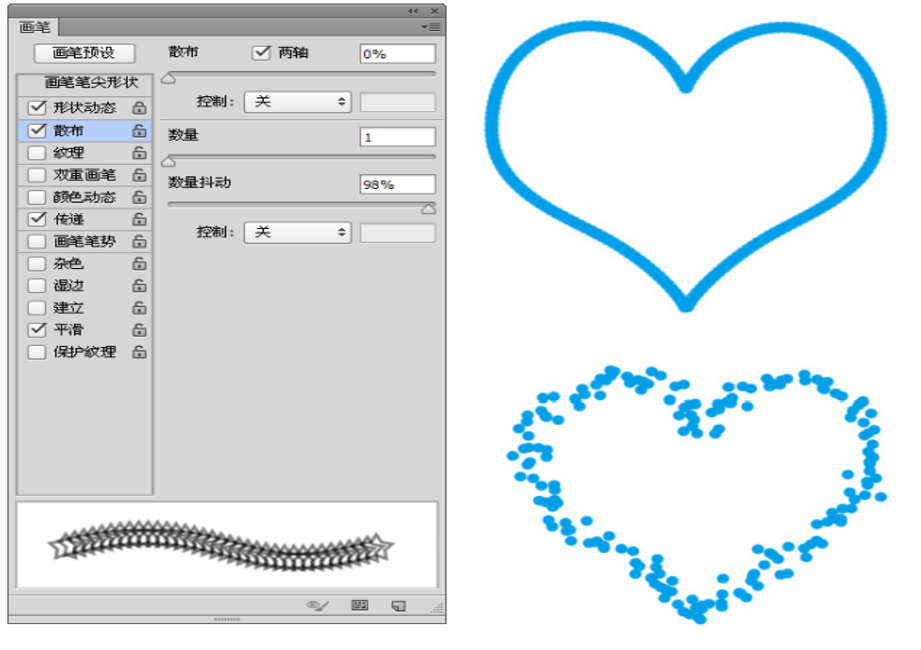 画笔
画笔预设
散布 两轴 0%
画笔笔尖形状
控制: 关
形状动态
散布
数量 1
纹理
双重画笔
数量抖动 98%
颜色动态
传递
控制: 关
画笔笔势
杂色
湿边
建立
平滑
保护纹理